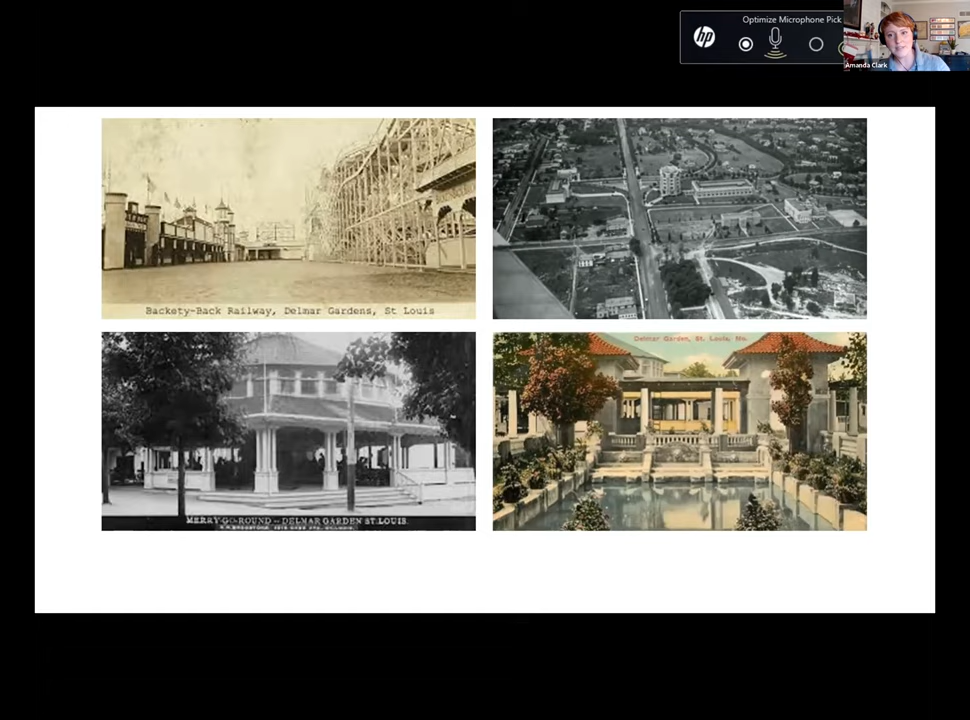 Optimize Microphone Pick
hp
Amanda Clark
Backety-Back Railway, Delmar Gardens, St Louis
Delmar Garden, St. Louis, Mo.
MERRY-GO-ROUND - DELMAR GARDEN ST. LOUIS.